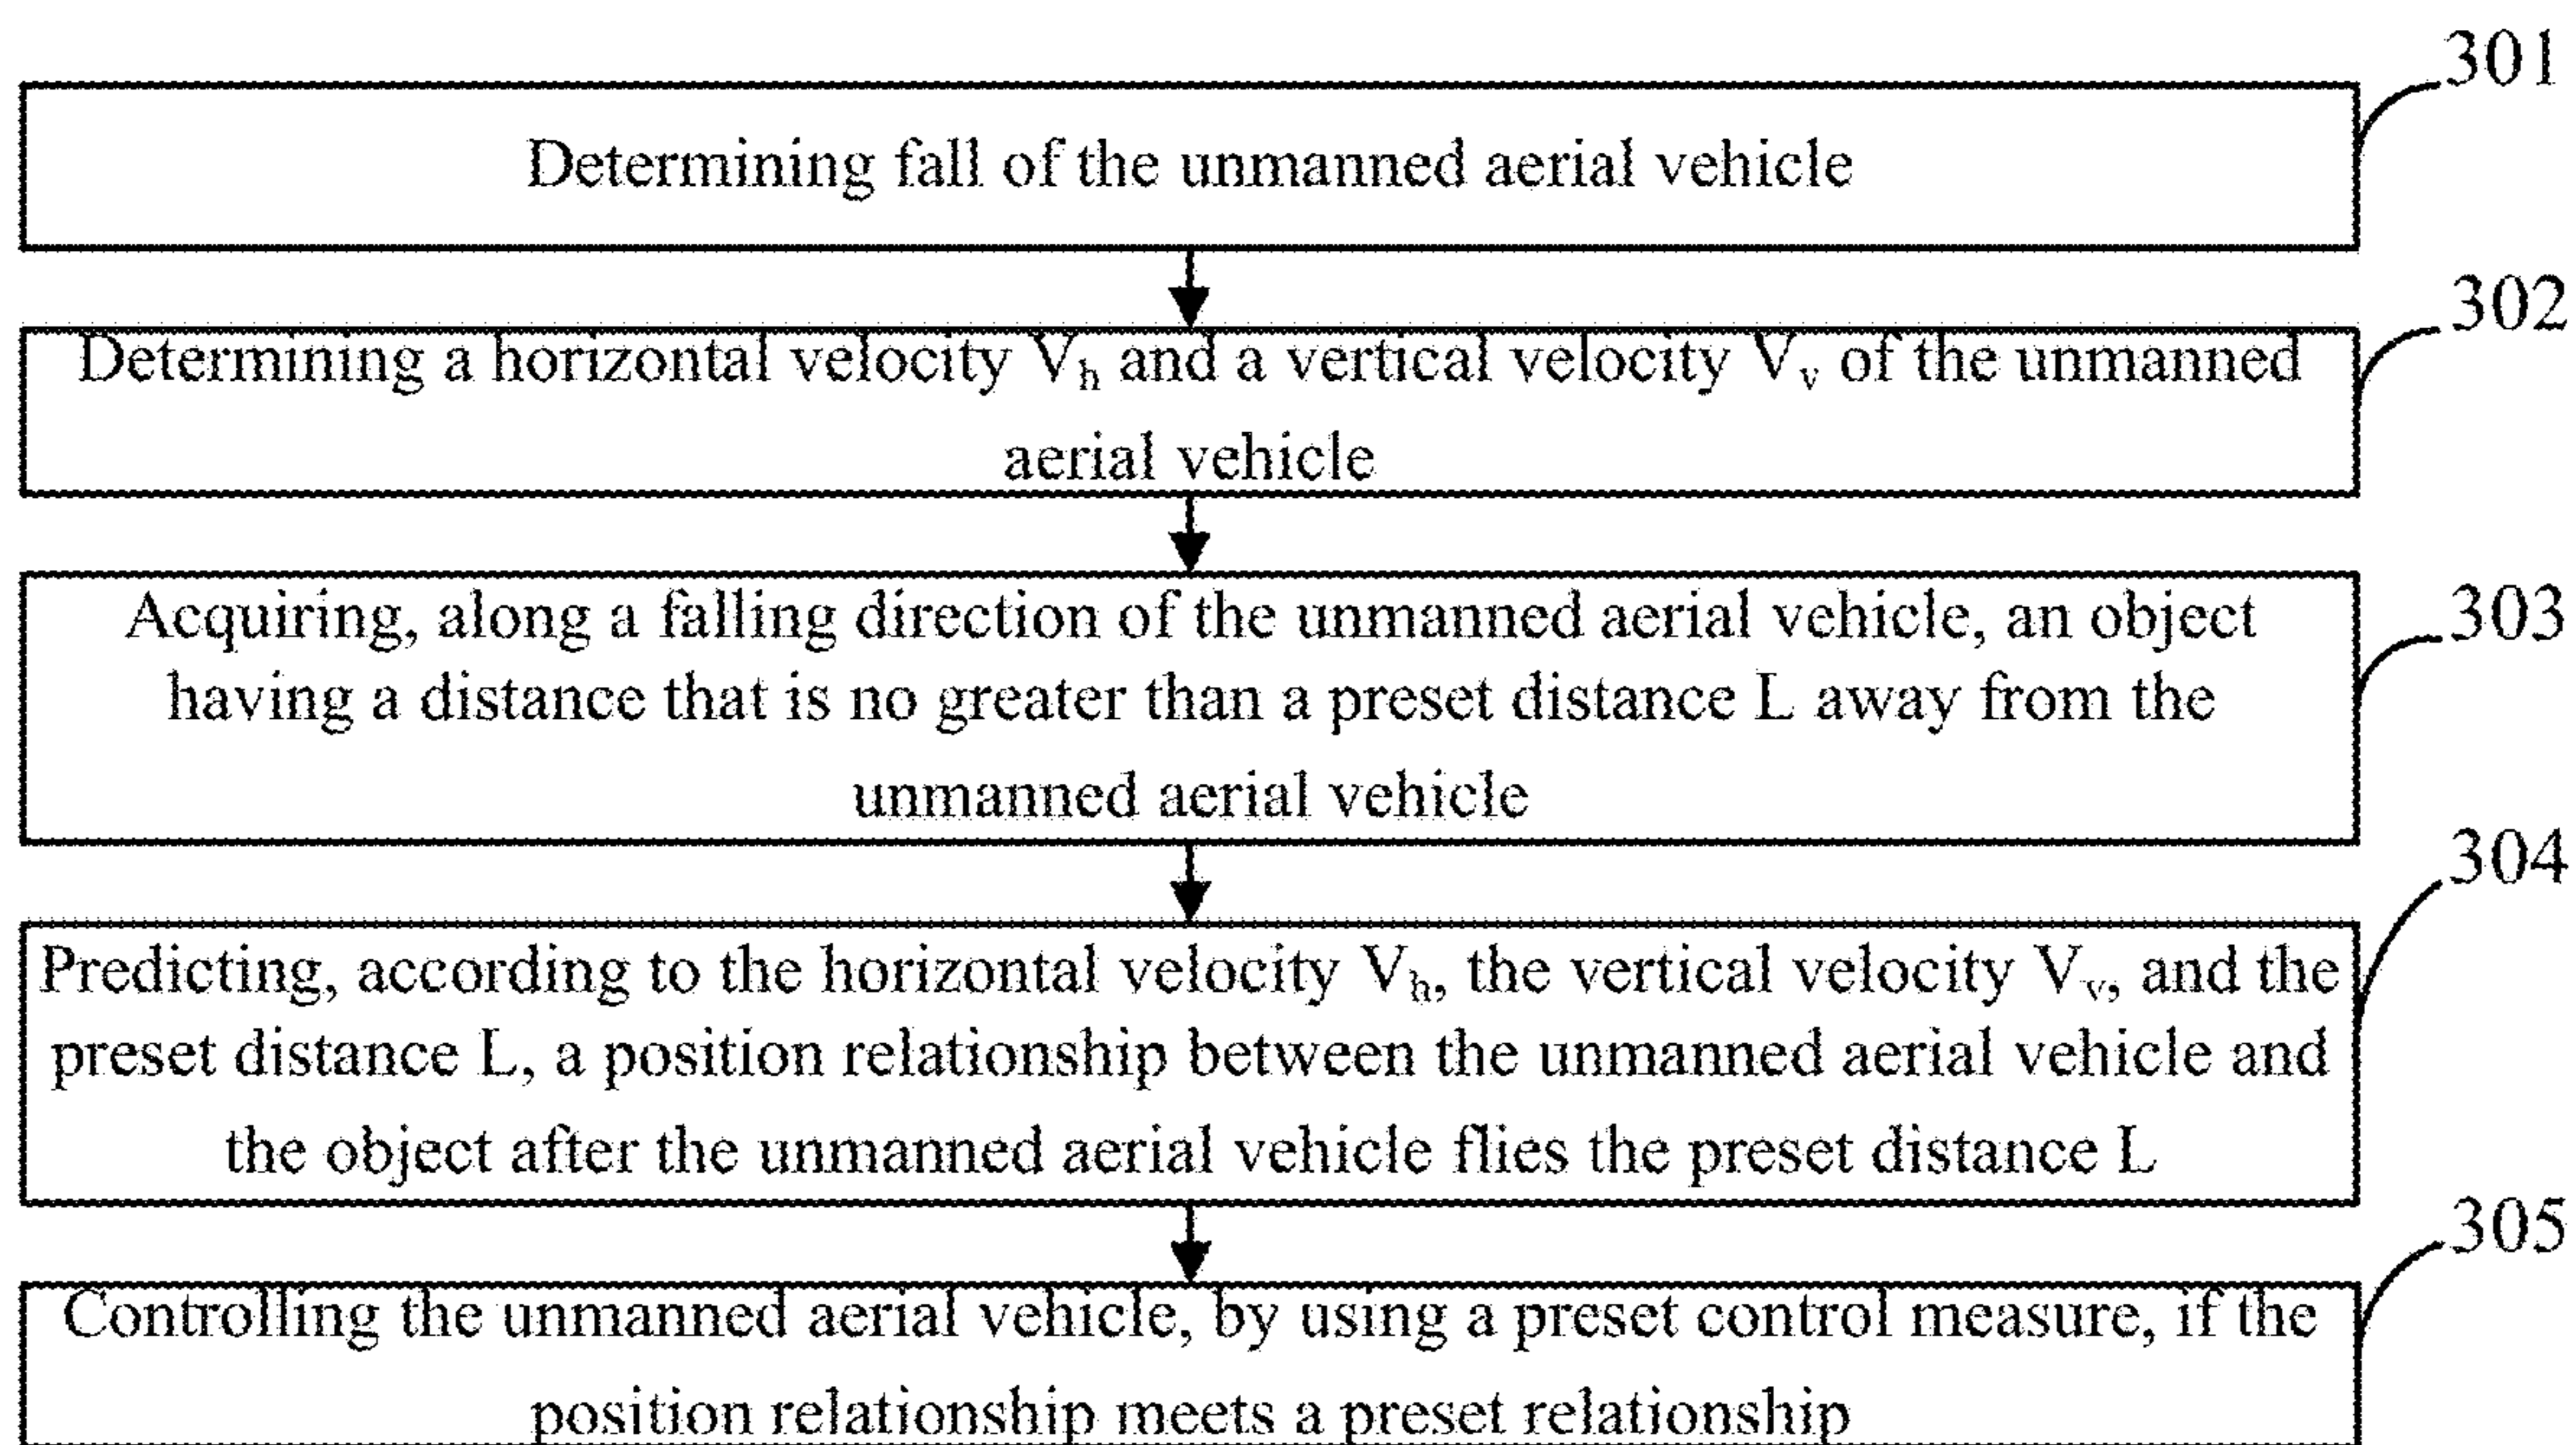 301
Determining fall of the unmanned aerial vehicle
302
Determining a horizontal velocity Vh and a vertical velocity Vv of the unmanned
aerial vehicle
303
Acquiring, along a falling direction of the unmanned aerial vehicle, an object
having a distance that is no greater than a preset distance L away from the
unmanned aerial vehicle
304
Predicting, according to the horizontal velocity Vh, the vertical velocity Vv, and the
preset distance L, a position relationship between the unmanned aerial vehicle and
the object after the unmanned aerial vehicle flies the preset distance L
305
Controlling the unmanned aerial vehicle, by using a preset control measure, if the
position relationship meets a preset relationship